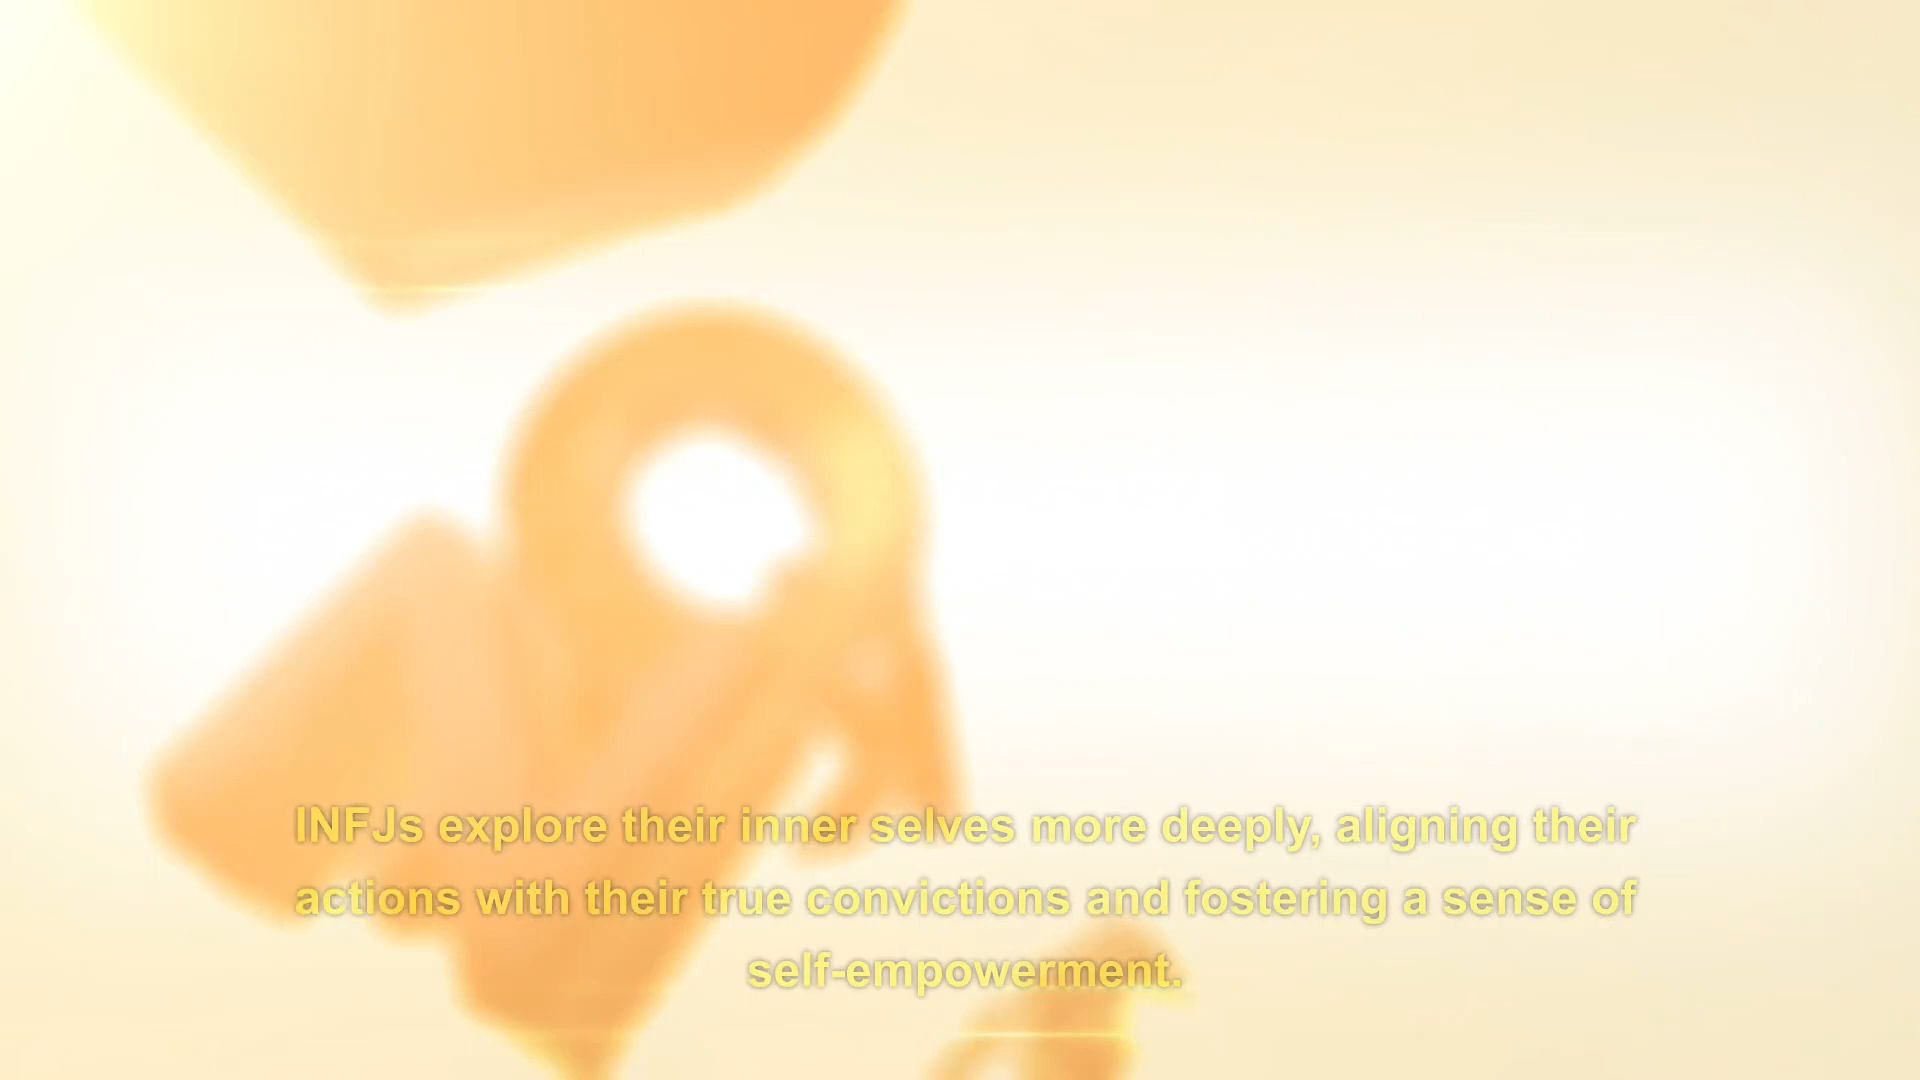 INFJs explore their inner selves more deeply, aligning their
actions with their true convictions and fostering a sense of
self-empowerment.